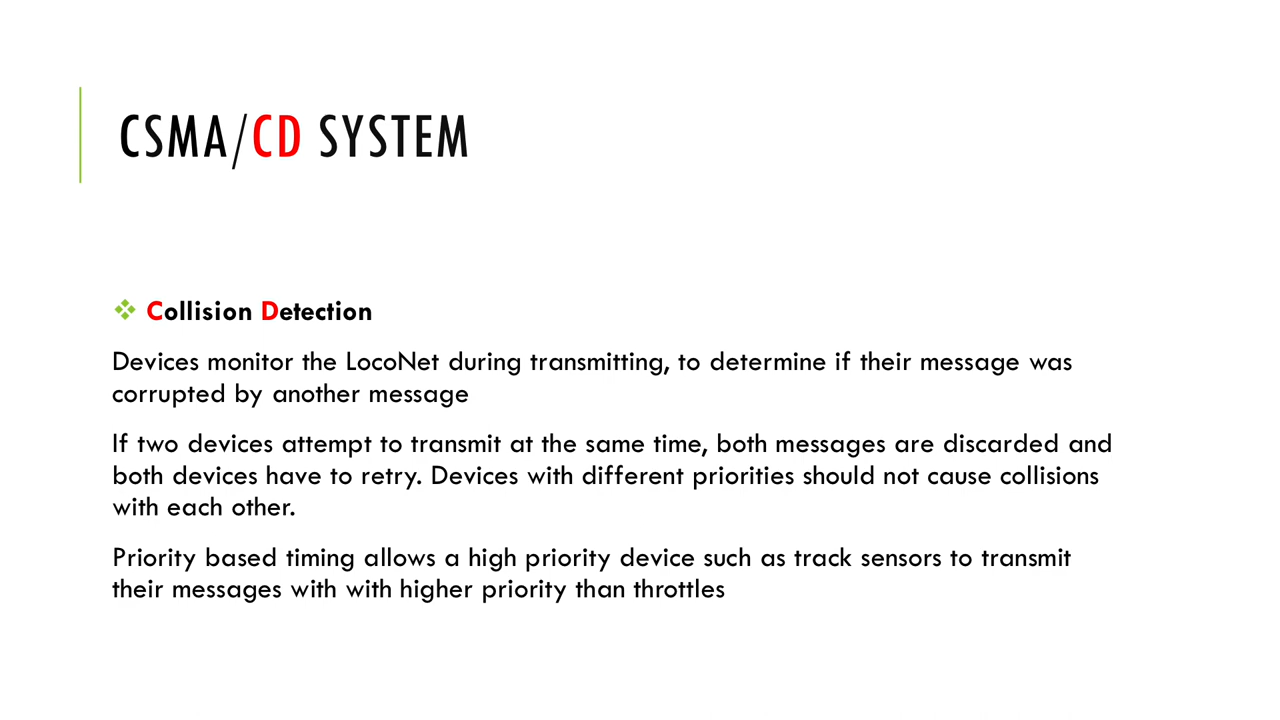 CSMA/CD SYSTEM
Collision Detection
Devices monitor the LocoNet during transmitting, to determine if their message was
corrupted by another message
If two devices attempt to transmit at the same time, both messages are discarded and
both devices have to retry. Devices with different priorities should not cause collisions
with each other.
Priority based timing allows a high priority device such as track sensors to transmit
their messages with with higher priority than throttles